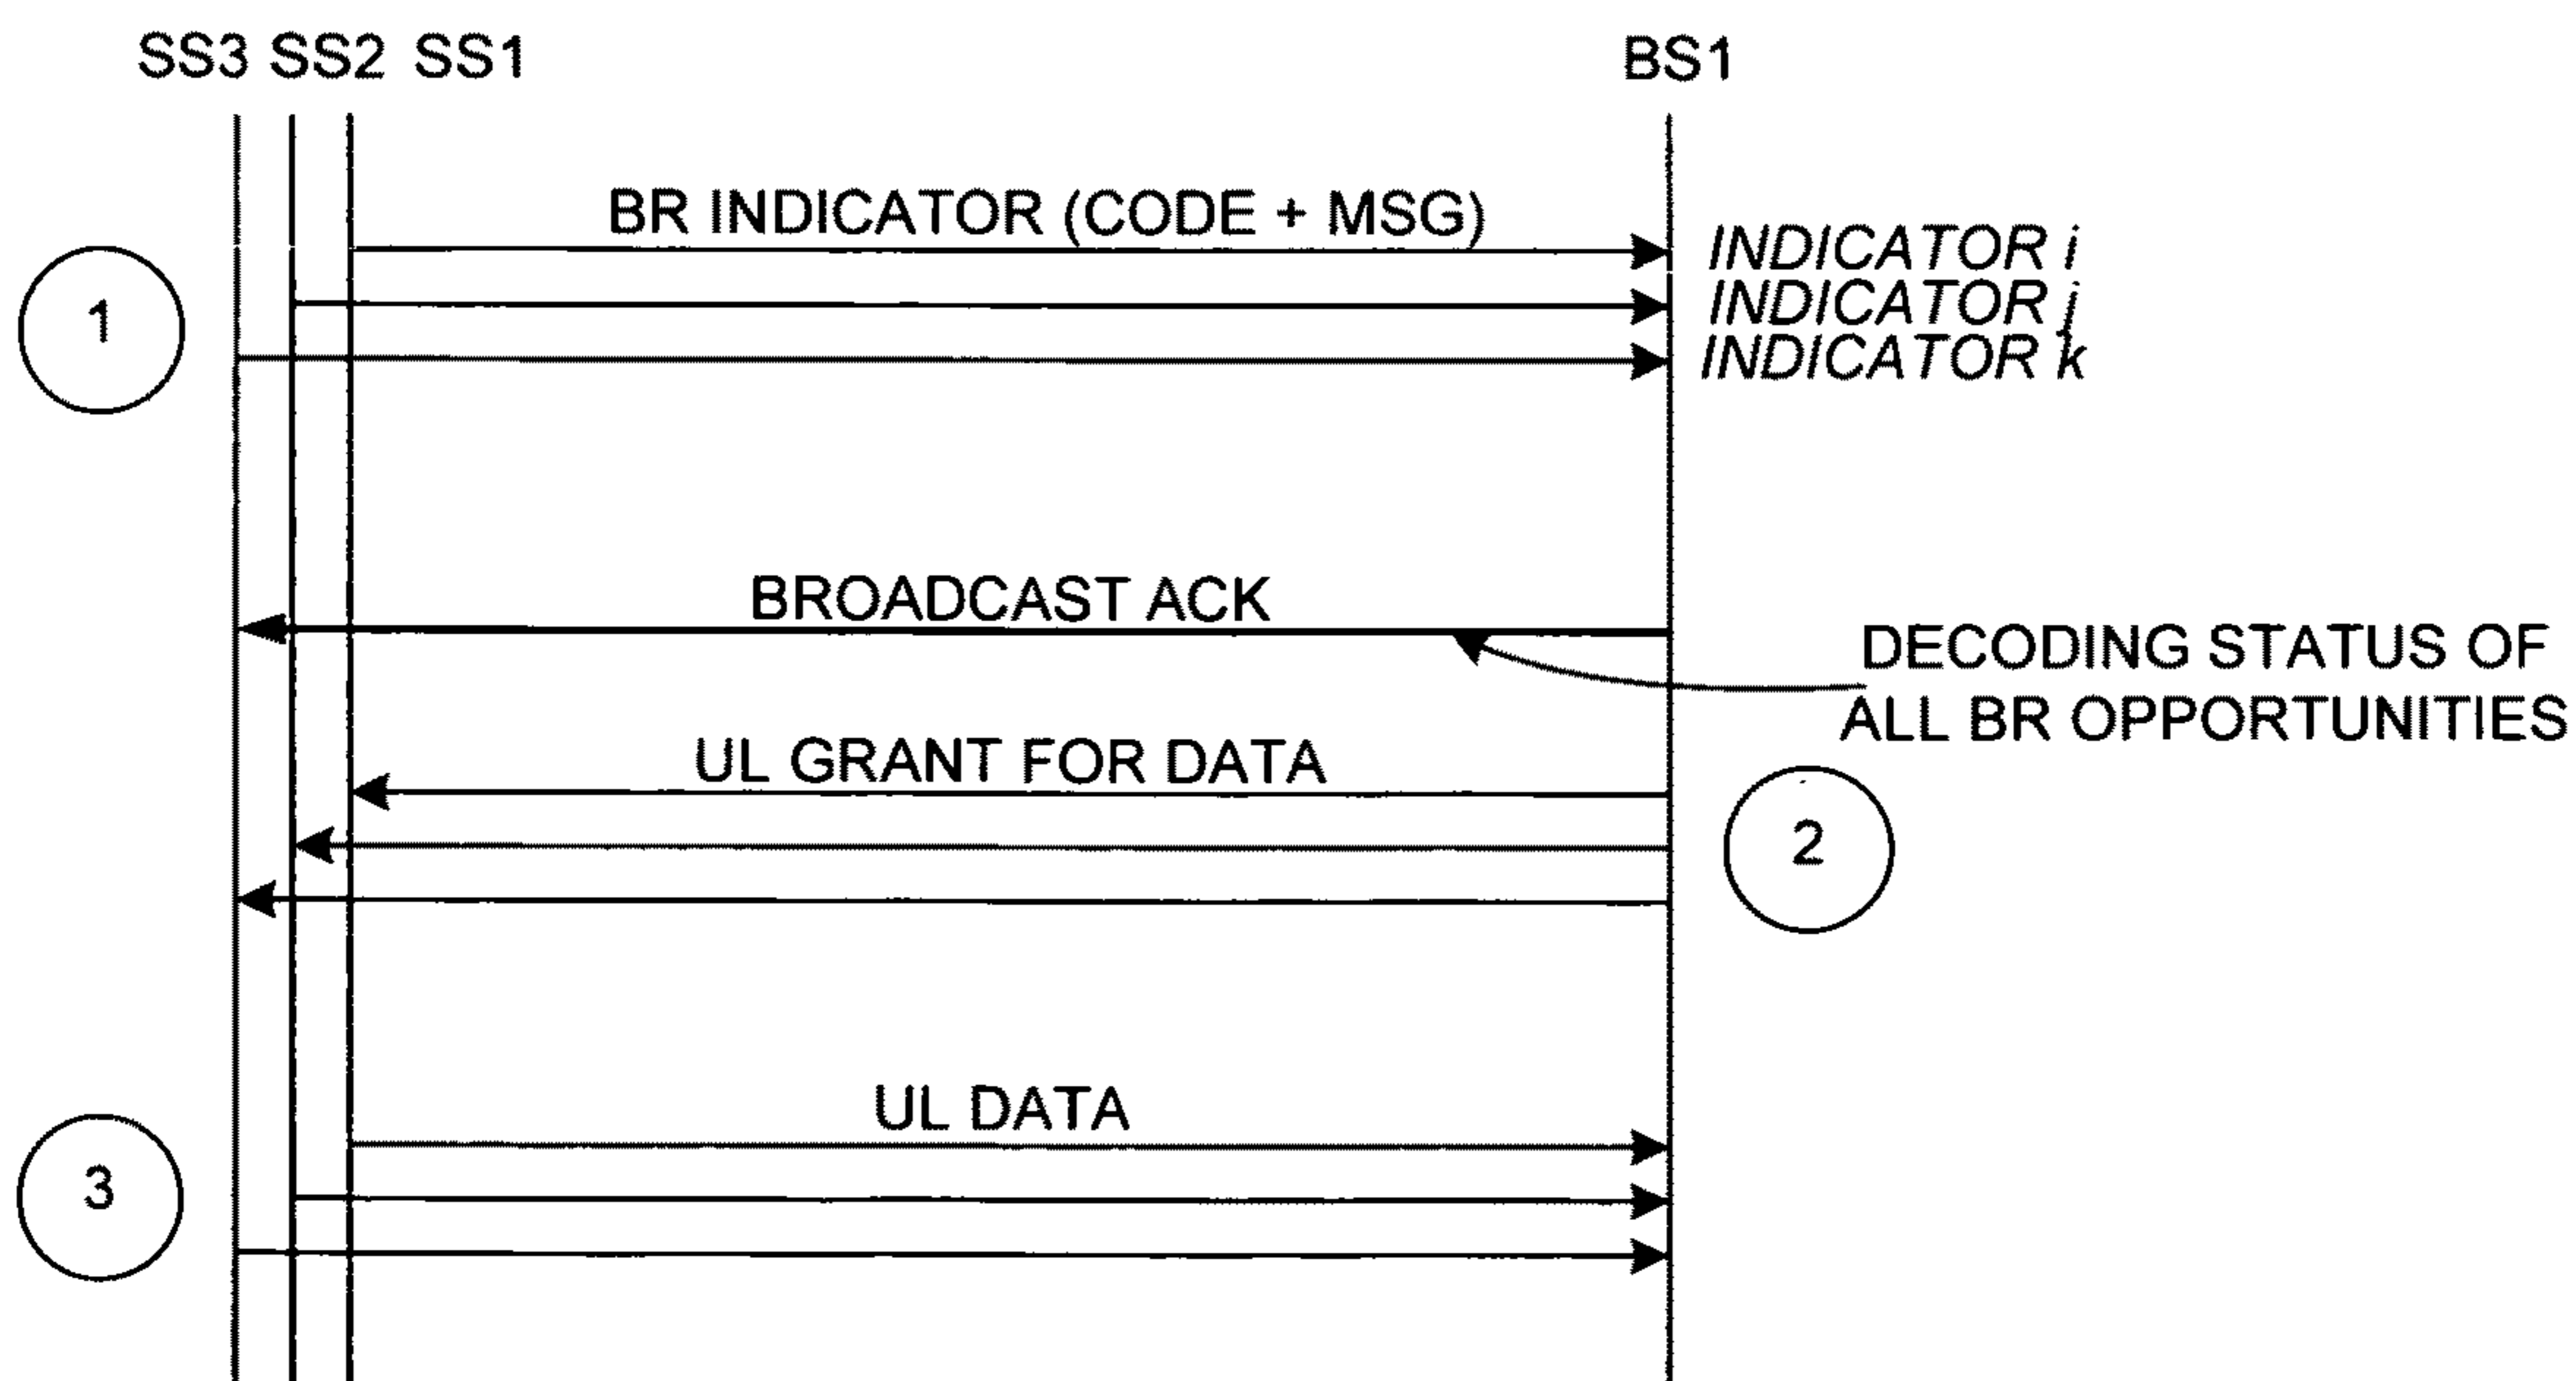 SS3 SS2 SS1 BS1
BR INDICATOR (CODE + MSG)
INDICATOR i
INDICATOR j
INDICATOR k
1
BROADCAST ACK
DECODING STATUS OF
ALL BR OPPORTUNITIES
UL GRANT FOR DATA
2
UL DATA
3